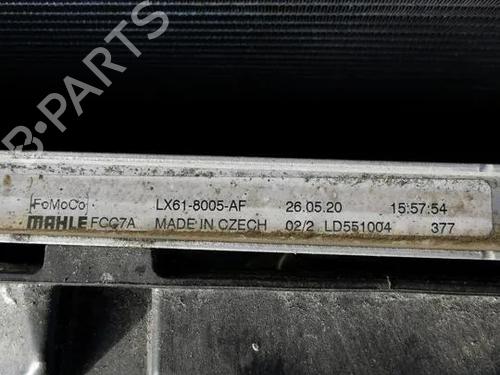 B-Parts
FoMoCo LX61-8005-AF 26.05.20 15:57:54
MAHLE FCC7A MADE IN CZECH 02/2 LD551004 377